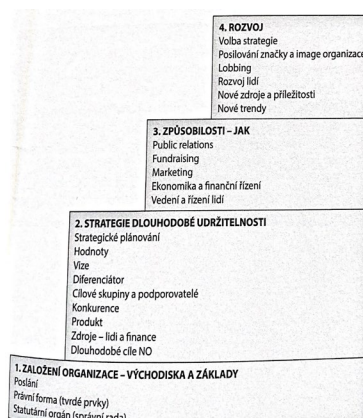 4. ROZVOJ
Volba strategie
Posilování značky a image organizace
Lobbing
Rozvoj lidí
Nové zdroje a příležitosti
Nové trendy
3. ZPŮSOBILOSTI – JAK
Public relations
Fundraising
Marketing
Ekonomika a finanční řízení
Vedení a řízení lidí
2. STRATEGIE DLOUHODOBÉ UDRŽITELNOSTI
Strategické plánování
Hodnoty
Vize
Diferenciátor
Cílové skupiny a podporovatelé
Konkurence
Produkt
Zdroje – lidi a finance
Dlouhodobé cíle NO
1. ZALOŽENÍ ORGANIZACE – VÝCHODISKA A ZÁKLADY
Poslání
Právní forma (tvrdé prvky)
Statutární orgán (správní rada)